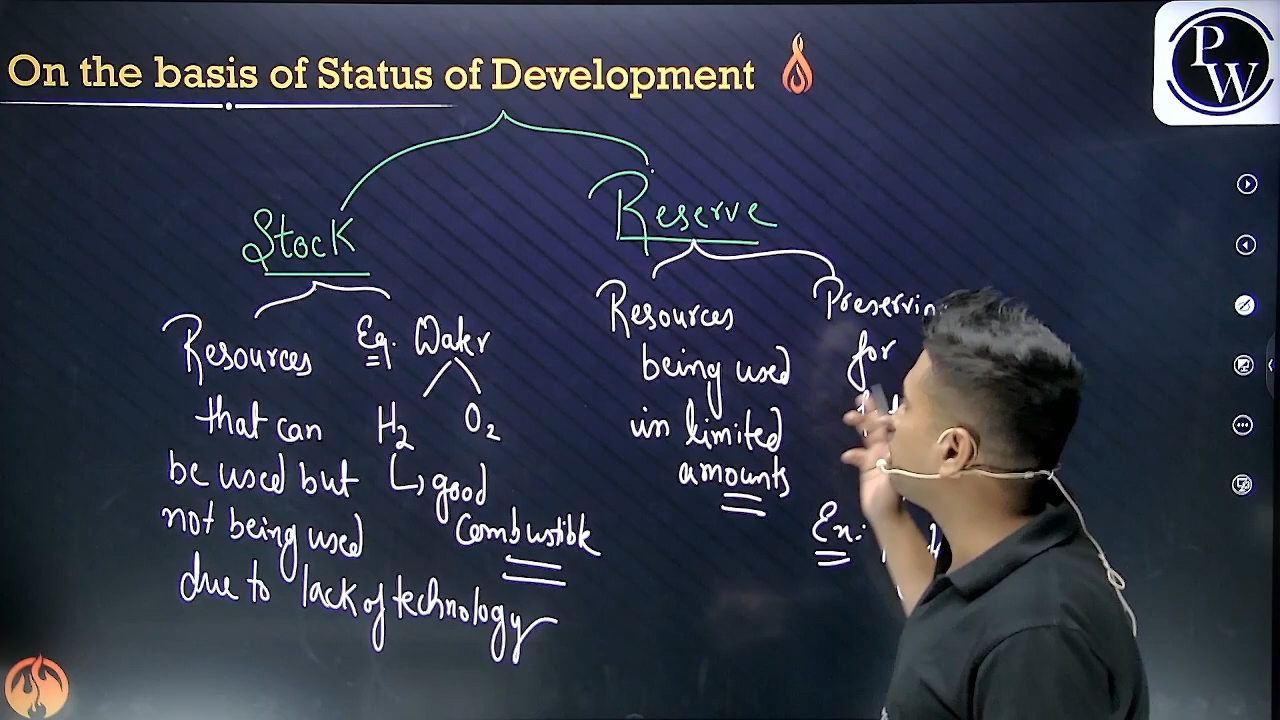 On the basis of Status of Development
PW
Stock
Resources
that can
be used but
not being used
due to lack of technology
Eg. Water
H2 O2
good
Combustible
Reserve
Resources
being used
in limited
amounts
for
Ex: